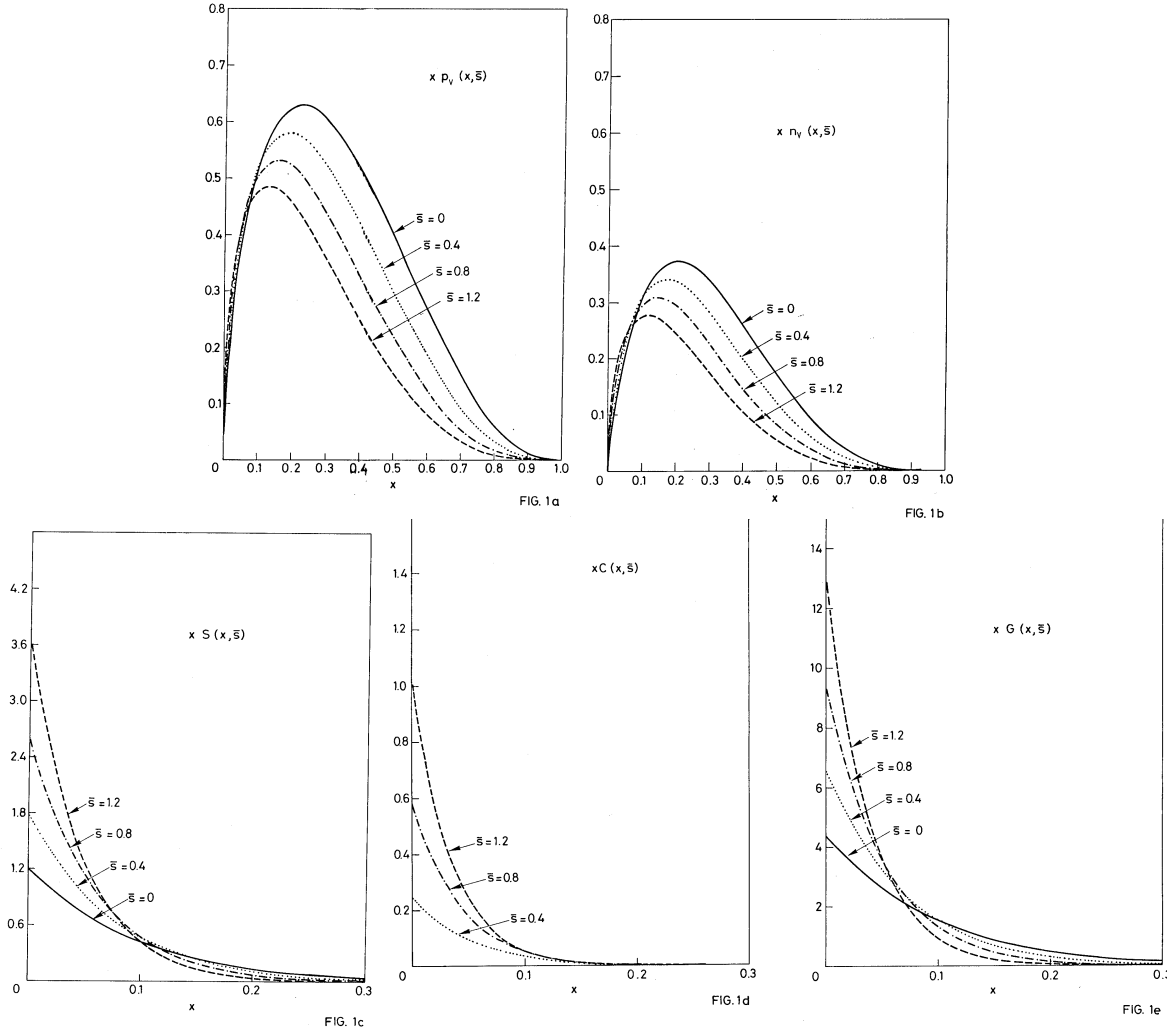 0.8
0.7
0.6
0.5
0.4
0.3
0.2
0.1
x pᵥ (x,s̄)
s̄ = 0
s̄ = 0.4
s̄ = 0.8
s̄ = 1.2
0 0.1 0.2 0.3 0.4 0.5 0.6 0.7 0.8 0.9 1.0
x
FIG. 1a
0.8
0.7
0.6
0.5
0.4
0.3
0.2
0.1
x nᵥ (x,s̄)
s̄ = 0
s̄ = 0.4
s̄ = 0.8
s̄ = 1.2
0 0.1 0.2 0.3 0.4 0.5 0.6 0.7 0.8 0.9 1.0
x
FIG. 1b
4.2
3.6
3.0
2.4
1.8
1.2
0.6
x S (x,s̄)
s̄ = 1.2
s̄ = 0.8
s̄ = 0.4
s̄ = 0
0 0.1 0.2 0.3
x
FIG. 1c
1.4
1.2
1.0
0.8
0.6
0.4
0.2
xC (x,s̄)
s̄ = 1.2
s̄ = 0.8
s̄ = 0.4
0 0.1 0.2 0.3
x
FIG. 1d
14
12
10
8
6
4
2
x G (x,s̄)
s̄ = 1.2
s̄ = 0.8
s̄ = 0.4
s̄ = 0
0 0.1 0.2 0.3
x
FIG. 1e